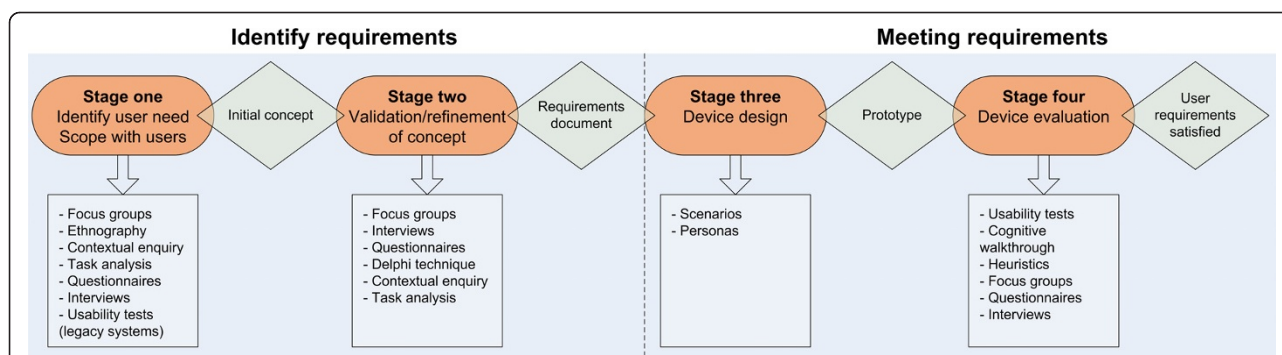 Identify requirements
Meeting requirements
Stage one
Identify user need
Scope with users
Initial concept
Stage two
Validation/refinement
of concept
Requirements
document
Stage three
Device design
Prototype
Stage four
Device evaluation
User
requirements
satisfied
- Focus groups
- Ethnography
- Contextual enquiry
- Task analysis
- Questionnaires
- Interviews
- Usability tests
(legacy systems)
- Focus groups
- Interviews
- Questionnaires
- Delphi technique
- Contextual enquiry
- Task analysis
- Scenarios
- Personas
- Usability tests
- Cognitive
walkthrough
- Heuristics
- Focus groups
- Questionnaires
- Interviews